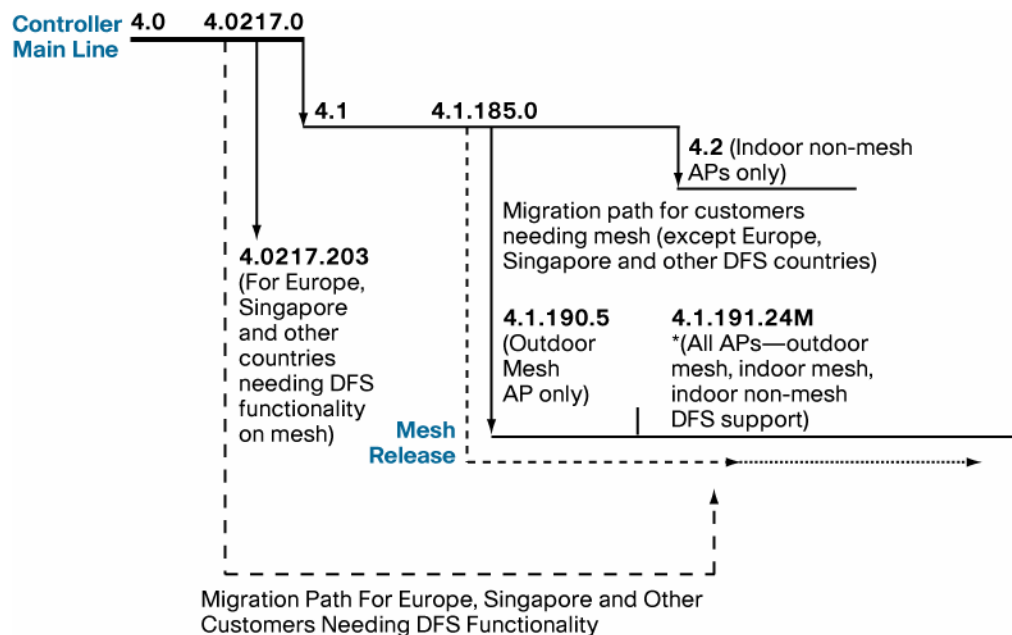 Controller
Main Line
4.0
4.0217.0
4.1
4.1.185.0
4.2 (Indoor non-mesh
APs only)
Migration path for customers
needing mesh (except Europe,
Singapore and other DFS countries)
4.0217.203
(For Europe,
Singapore
and other
countries
needing DFS
functionality
on mesh)
4.1.190.5
(Outdoor
Mesh
AP only)
4.1.191.24M
*(All APs—outdoor
mesh, indoor mesh,
indoor non-mesh
DFS support)
Mesh
Release
Migration Path For Europe, Singapore and Other
Customers Needing DFS Functionality